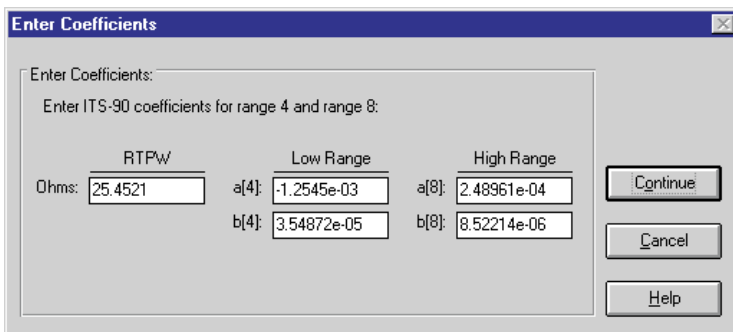 Enter Coefficients
Enter Coefficients:
Enter ITS-90 coefficients for range 4 and range 8:
RTPW Low Range High Range
Ohms: 25.4521 a[4]: -1.2545e-03 a[8]: 2.48961e-04
b[4]: 3.54872e-05 b[8]: 8.52214e-06
Continue
Cancel
Help